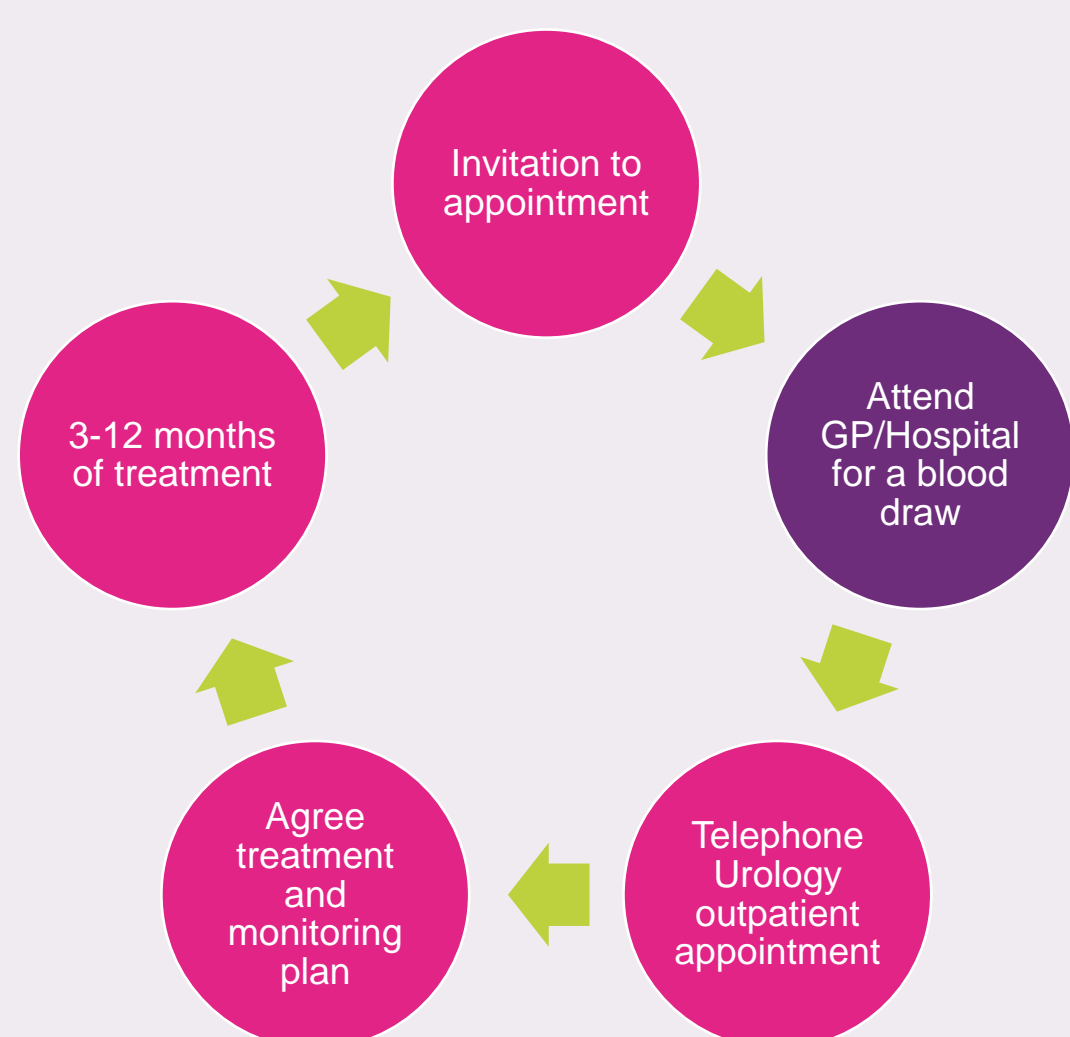 Invitation to
appointment
Attend
GP/Hospital
for a blood
draw
Telephone
Urology
outpatient
appointment
Agree
treatment
and
monitoring
plan
3-12 months
of treatment